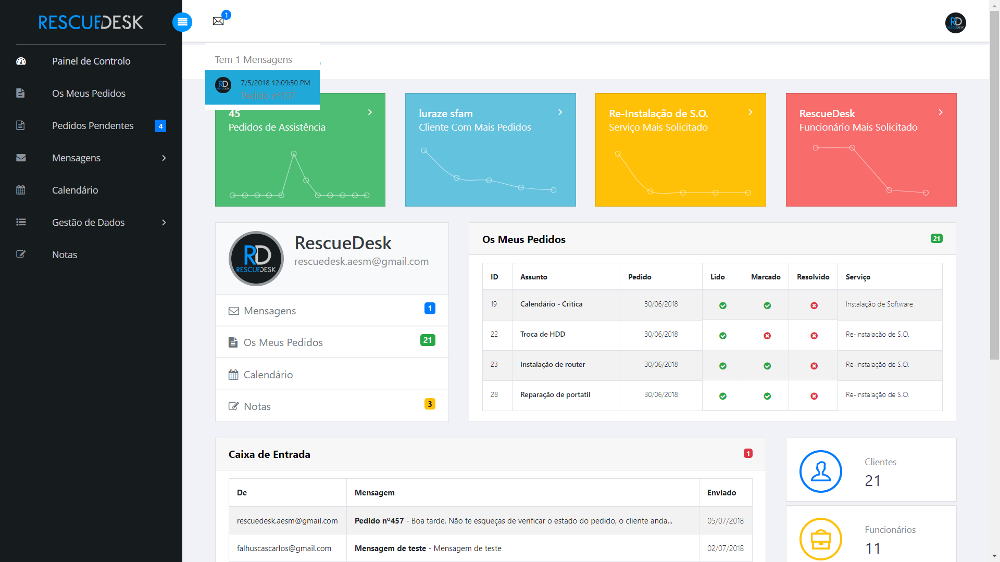 RESCUEDESK
1
Painel de Controlo
Os Meus Pedidos
Pedidos Pendentes 4
Mensagens
Calendário
Gestão de Dados
Notas
Tem 1 Mensagens
RD
7/5/2018 12:09:50 PM
Pedido nº457
45
Pedidos de Assistência
luraze sfam
Cliente Com Mais Pedidos
Re-Instalação de S.O.
Serviço Mais Solicitado
RescueDesk
Funcionário Mais Solicitado
RD
RESCUEDESK
RescueDesk
rescuedesk.aesm@gmail.com
Mensagens 1
Os Meus Pedidos 21
Calendário
Notas 3
Os Meus Pedidos 21
ID Assunto Pedido Lido Marcado Resolvido Serviço
19 Calendário - Critica 30/06/2018 Instalação de Software
22 Troca de HDD 30/06/2018 Re-Instalação de S.O.
23 Instalação de router 30/06/2018 Re-Instalação de S.O.
28 Reparação de portatil 30/06/2018 Re-Instalação de S.O.
Caixa de Entrada 1
De Mensagem Enviado
rescuedesk.aesm@gmail.com Pedido nº457 - Boa tarde, Não te esqueças de verificar o estado do pedido, o cliente anda... 05/07/2018
falhuscascarlos@gmail.com Mensagem de teste - Mensagem de teste 02/07/2018
Clientes
21
Funcionários
11
RD
RESCUEDESK